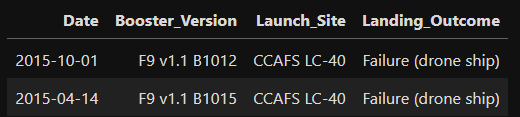 Date Booster_Version Launch_Site Landing_Outcome
2015-10-01 F9 v1.1 B1012 CCAFS LC-40 Failure (drone ship)
2015-04-14 F9 v1.1 B1015 CCAFS LC-40 Failure (drone ship)